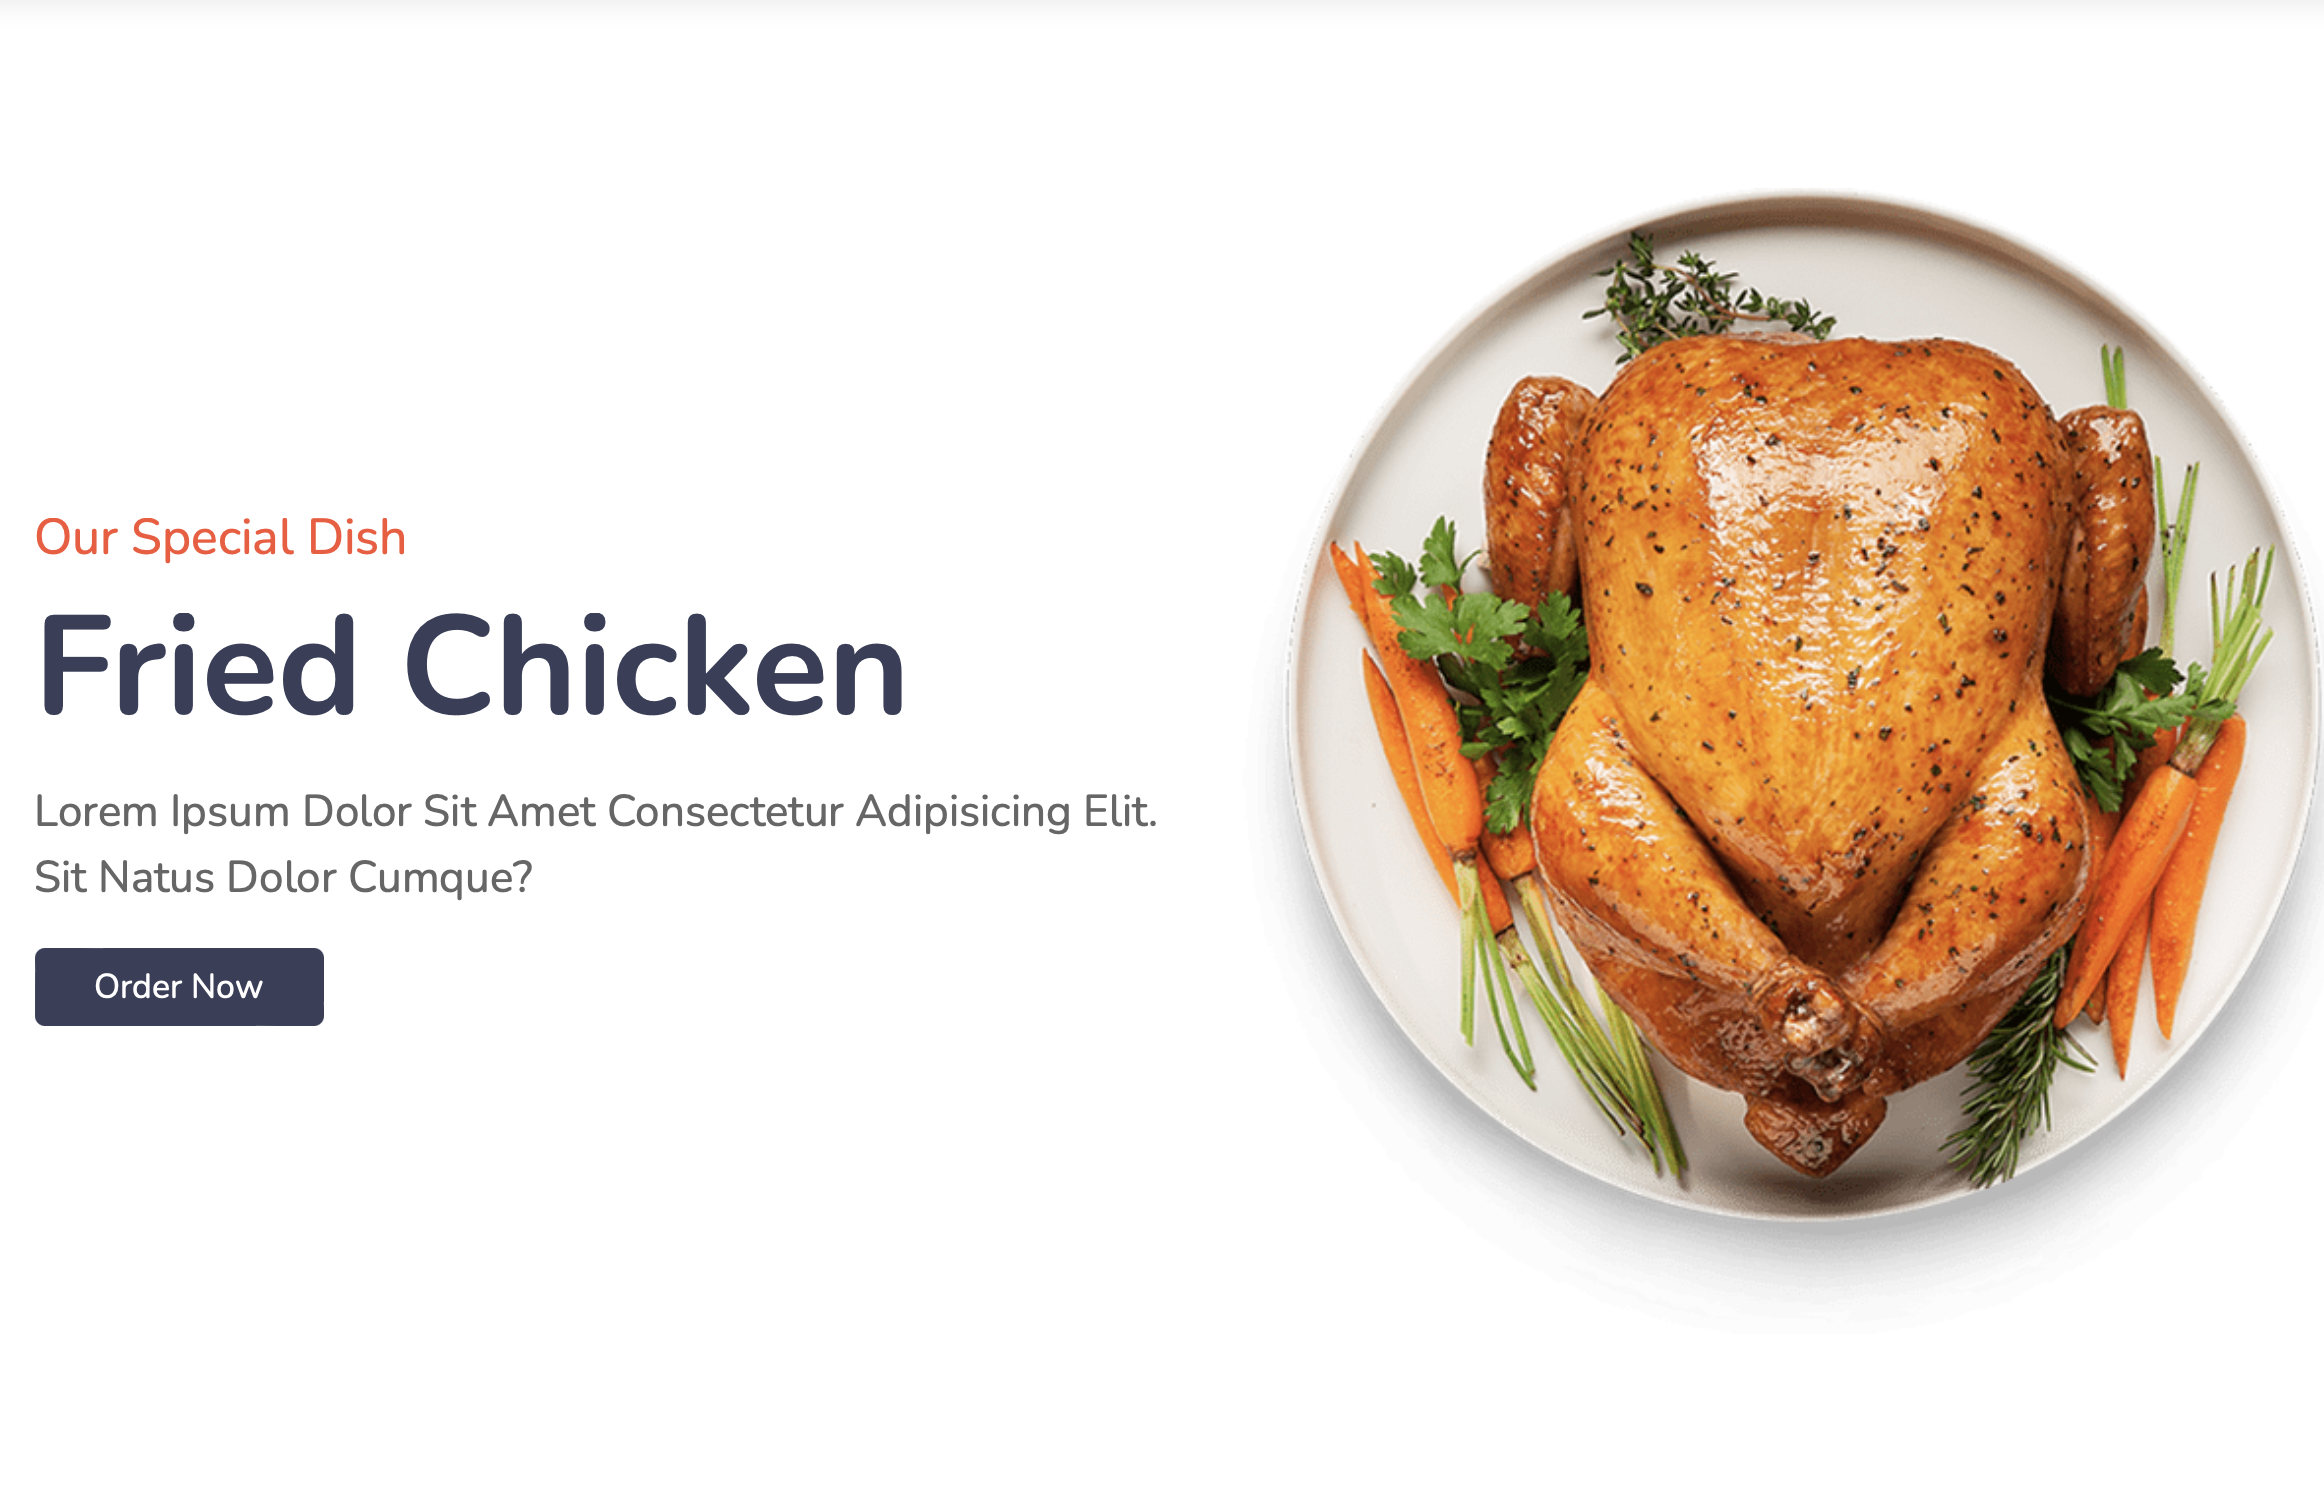 Our Special Dish
Fried Chicken
Lorem Ipsum Dolor Sit Amet Consectetur Adipisicing Elit.
Sit Natus Dolor Cumque?
Order Now